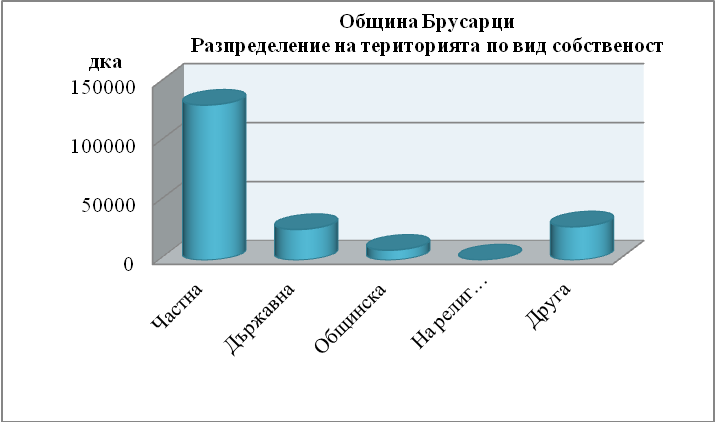 Община Брусарци
Разпределение на територията по вид собственост
дка
150000
100000
50000
0
Частна
Държавна
Общинска
На религ…
Друга